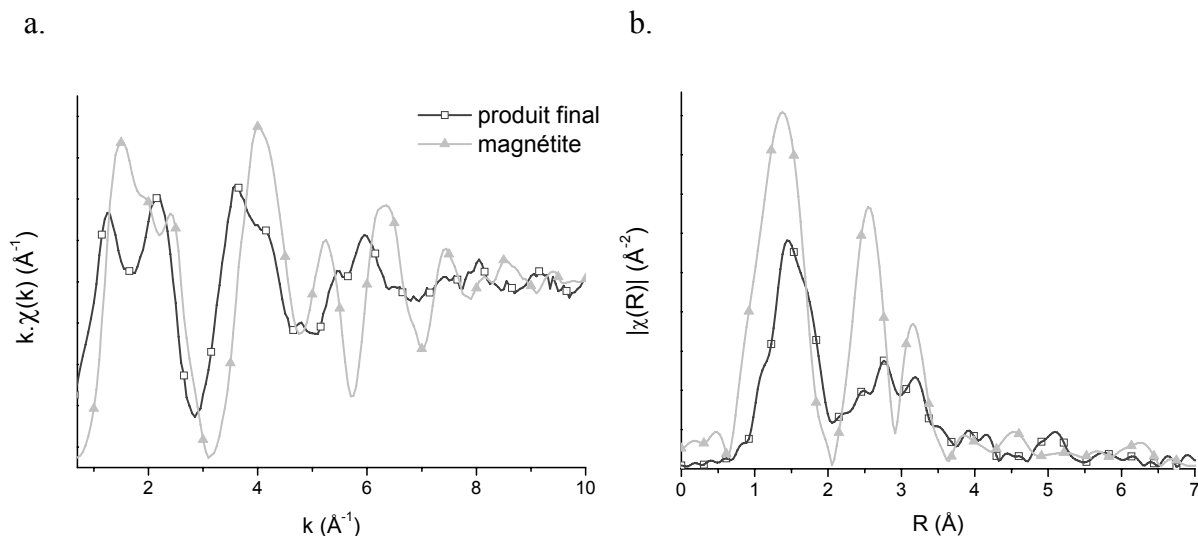 a.
b.
produit final
magnétite
k.χ(k) (Å⁻¹)
2
4
6
8
10
k (Å⁻¹)
|χ(R)| (Å⁻²)
0
1
2
3
4
5
6
7
R (Å)